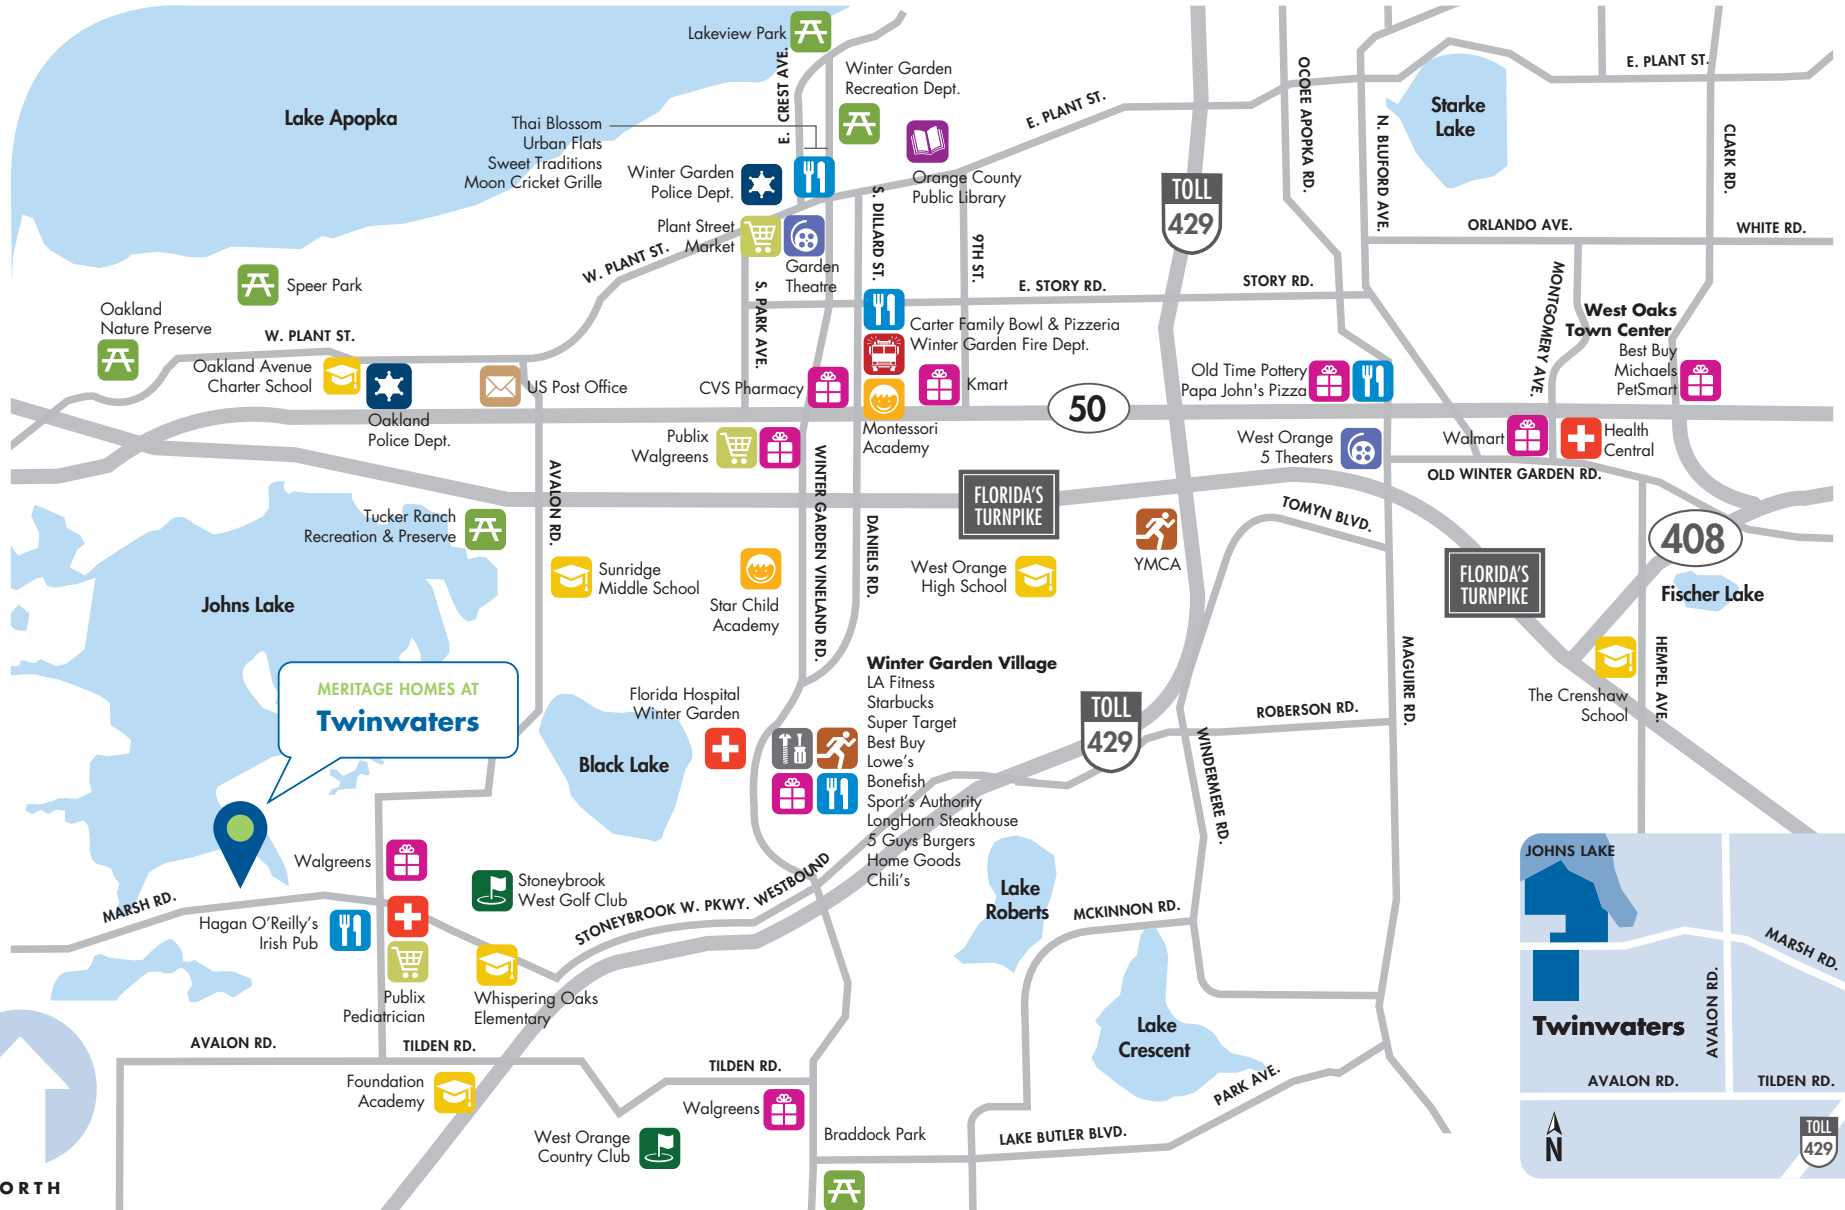 Lakeview Park
E. CREST AVE.
Winter Garden
Recreation Dept.
Lake Apopka
Thai Blossom
Urban Flats
Sweet Traditions
Moon Cricket Grille
Winter Garden
Police Dept.
Orange County
Public Library
E. PLANT ST.
OCOEE APOPKA RD.
N. BLUFORD AVE.
Starke
Lake
E. PLANT ST.
CLARK RD.
TOLL
429
ORLANDO AVE.
WHITE RD.
Plant Street
Market
Garden
Theatre
W. PLANT ST.
S. DILLARD ST.
9TH ST.
S. PARK AVE.
E. STORY RD.
STORY RD.
MONTGOMERY AVE.
Speer Park
Oakland
Nature Preserve
W. PLANT ST.
Oakland Avenue
Charter School
Oakland
Police Dept.
US Post Office
CVS Pharmacy
Carter Family Bowl & Pizzeria
Winter Garden Fire Dept.
Kmart
Montessori
Academy
50
Old Time Pottery
Papa John's Pizza
West Oaks
Town Center
Best Buy
Michaels
PetSmart
Publix
Walgreens
West Orange
5 Theaters
Walmart
Health
Central
OLD WINTER GARDEN RD.
AVALON RD.
WINTER GARDEN VINELAND RD.
DANIELS RD.
FLORIDA'S
TURNPIKE
TOMYN BLVD.
408
Tucker Ranch
Recreation & Preserve
Sunridge
Middle School
Star Child
Academy
West Orange
High School
YMCA
FLORIDA'S
TURNPIKE
Fischer Lake
Johns Lake
MERITAGE HOMES AT
Twinwaters
Winter Garden Village
LA Fitness
Starbucks
Super Target
Best Buy
Lowe's
Bonefish
Sport's Authority
LongHorn Steakhouse
5 Guys Burgers
Home Goods
Chili's
Florida Hospital
Winter Garden
Black Lake
TOLL
429
ROBERSON RD.
MAGUIRE RD.
HEMPEL AVE.
The Crenshaw
School
WINDERMERE RD.
Walgreens
MARSH RD.
Hagan O'Reilly's
Irish Pub
Stoneybrook
West Golf Club
STONEYBROOK W. PKWY. WESTBOUND
Publix
Pediatrician
Whispering Oaks
Elementary
Lake
Roberts
MCKINNON RD.
Lake
Crescent
AVALON RD.
TILDEN RD.
Foundation
Academy
TILDEN RD.
Walgreens
West Orange
Country Club
Braddock Park
LAKE BUTLER BLVD.
PARK AVE.
JOHNS LAKE
MARSH RD.
AVALON RD.
Twinwaters
AVALON RD.
TILDEN RD.
N
TOLL
429
ORTH